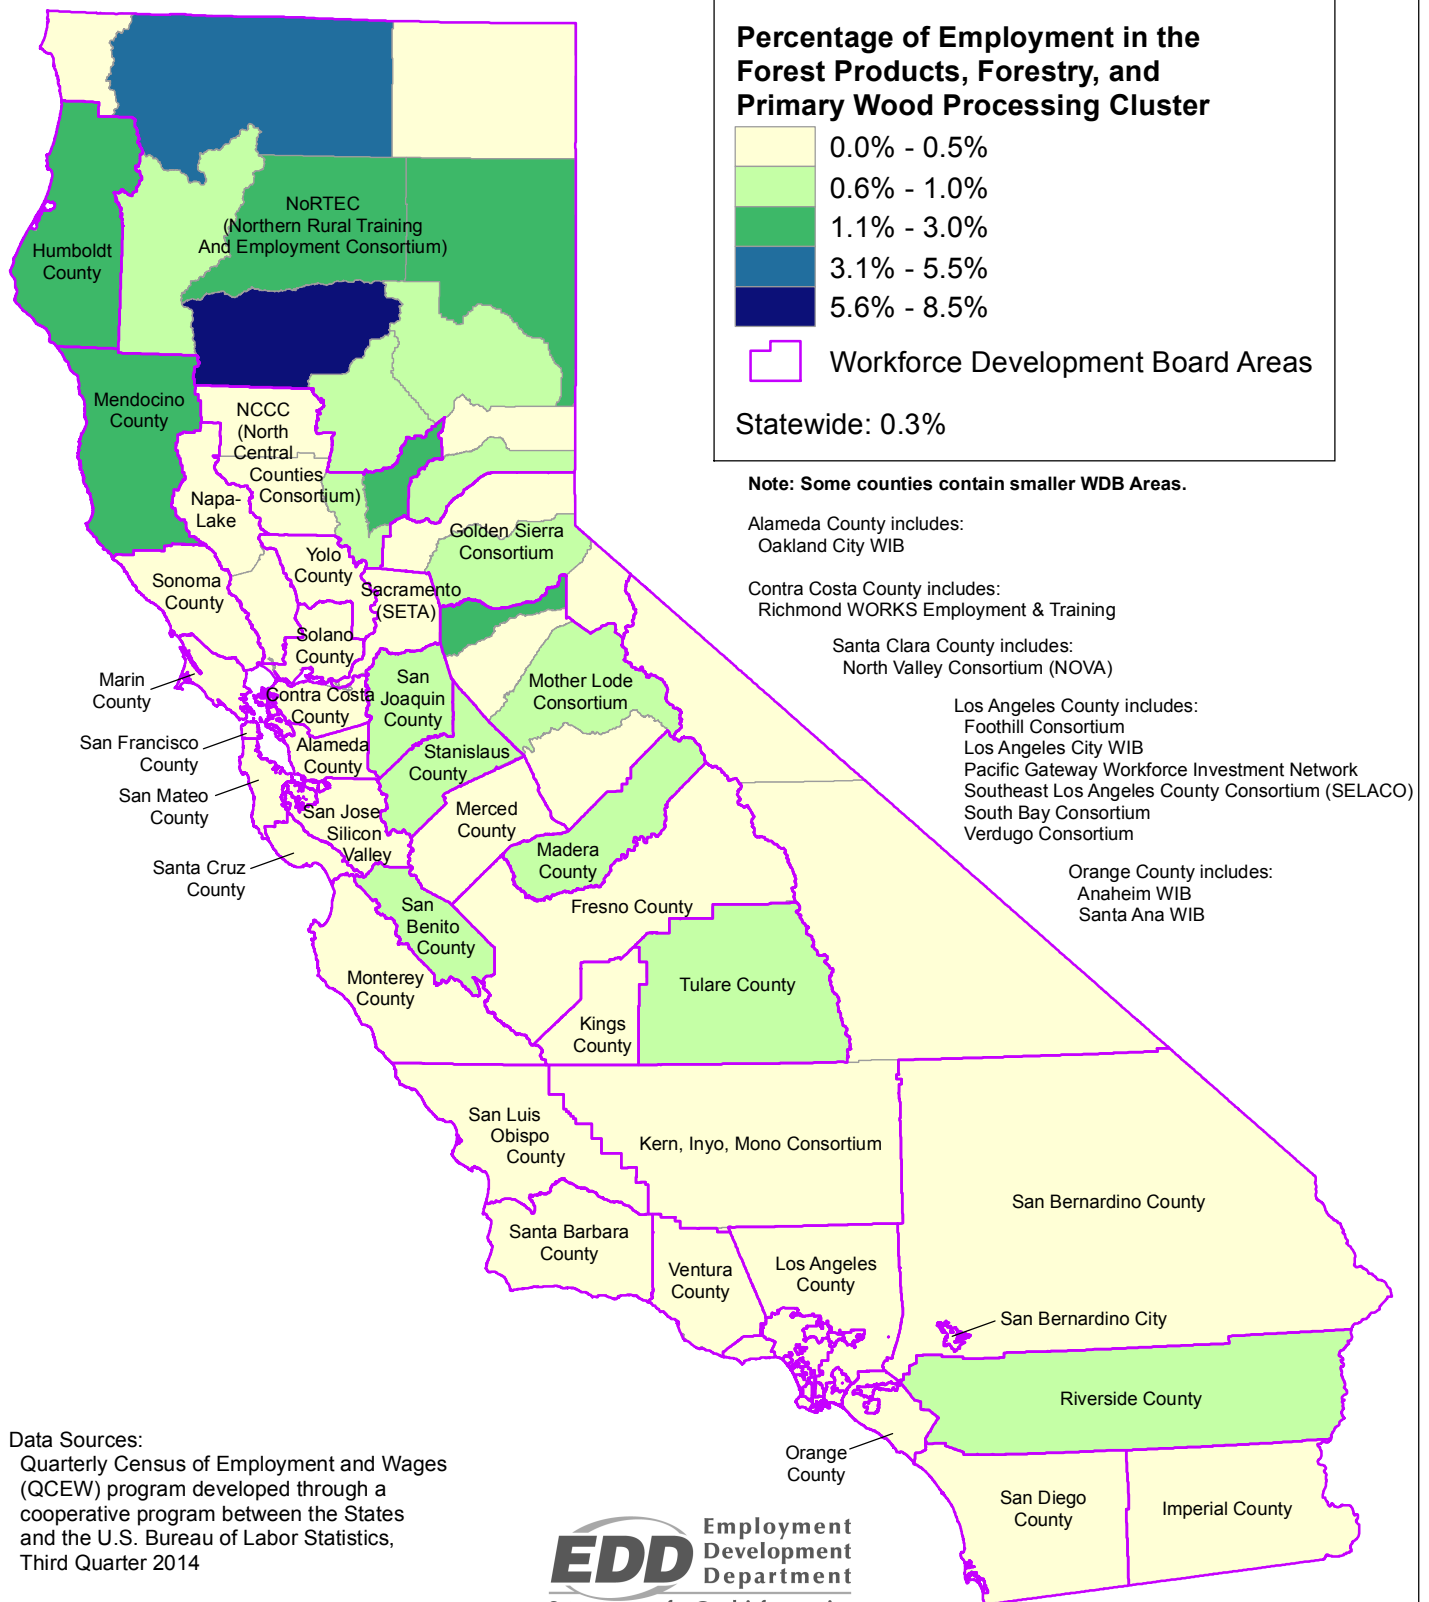 Percentage of Employment in the
Forest Products, Forestry, and
Primary Wood Processing Cluster
0.0% - 0.5%
0.6% - 1.0%
1.1% - 3.0%
3.1% - 5.5%
5.6% - 8.5%
Workforce Development Board Areas
Statewide: 0.3%
Note: Some counties contain smaller WDB Areas.
Alameda County includes:
Oakland City WIB
Contra Costa County includes:
Richmond WORKS Employment & Training
Santa Clara County includes:
North Valley Consortium (NOVA)
Los Angeles County includes:
Foothill Consortium
Los Angeles City WIB
Pacific Gateway Workforce Investment Network
Southeast Los Angeles County Consortium (SELACO)
South Bay Consortium
Verdugo Consortium
Orange County includes:
Anaheim WIB
Santa Ana WIB
NoRTEC
(Northern Rural Training
And Employment Consortium)
Humboldt
County
Mendocino
County
NCCC
(North
Central
Counties
Consortium)
Napa-
Lake
Golden Sierra
Consortium
Yolo
County
Sonoma
County
Sacramento
(SETA)
Solano
County
Marin
County
Contra Costa
County
San
Joaquin
County
Mother Lode
Consortium
San Francisco
County
Alameda
County
Stanislaus
County
San Mateo
County
San Jose
Silicon
Valley
Merced
County
Santa Cruz
County
Madera
County
San
Benito
County
Fresno County
Monterey
County
Tulare County
Kings
County
San Luis
Obispo
County
Kern, Inyo, Mono Consortium
San Bernardino County
Santa Barbara
County
Ventura
County
Los Angeles
County
San Bernardino City
Riverside County
Orange
County
San Diego
County
Imperial County
Data Sources:
Quarterly Census of Employment and Wages
(QCEW) program developed through a
cooperative program between the States
and the U.S. Bureau of Labor Statistics,
Third Quarter 2014
EDD
Employment
Development
Department